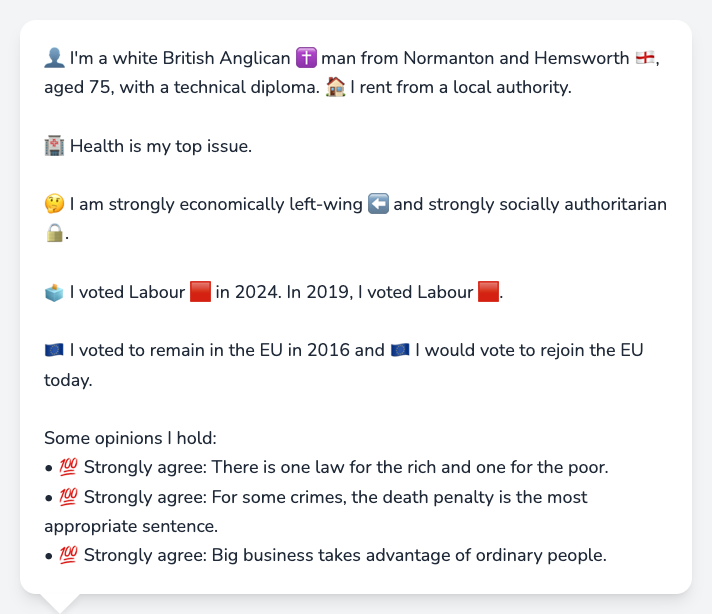 👤 I'm a white British Anglican ✝️ man from Normanton and Hemsworth 🏴󠁧󠁢󠁥󠁮󠁧󠁿,
aged 75, with a technical diploma. 🏠 I rent from a local authority.
🏥 Health is my top issue.
🤔 I am strongly economically left-wing ⬅️ and strongly socially authoritarian
🔒.
🗳️ I voted Labour 🟥 in 2024. In 2019, I voted Labour 🟥.
🇪🇺 I voted to remain in the EU in 2016 and 🇪🇺 I would vote to rejoin the EU
today.
Some opinions I hold:
• 💯 Strongly agree: There is one law for the rich and one for the poor.
• 💯 Strongly agree: For some crimes, the death penalty is the most
appropriate sentence.
• 💯 Strongly agree: Big business takes advantage of ordinary people.